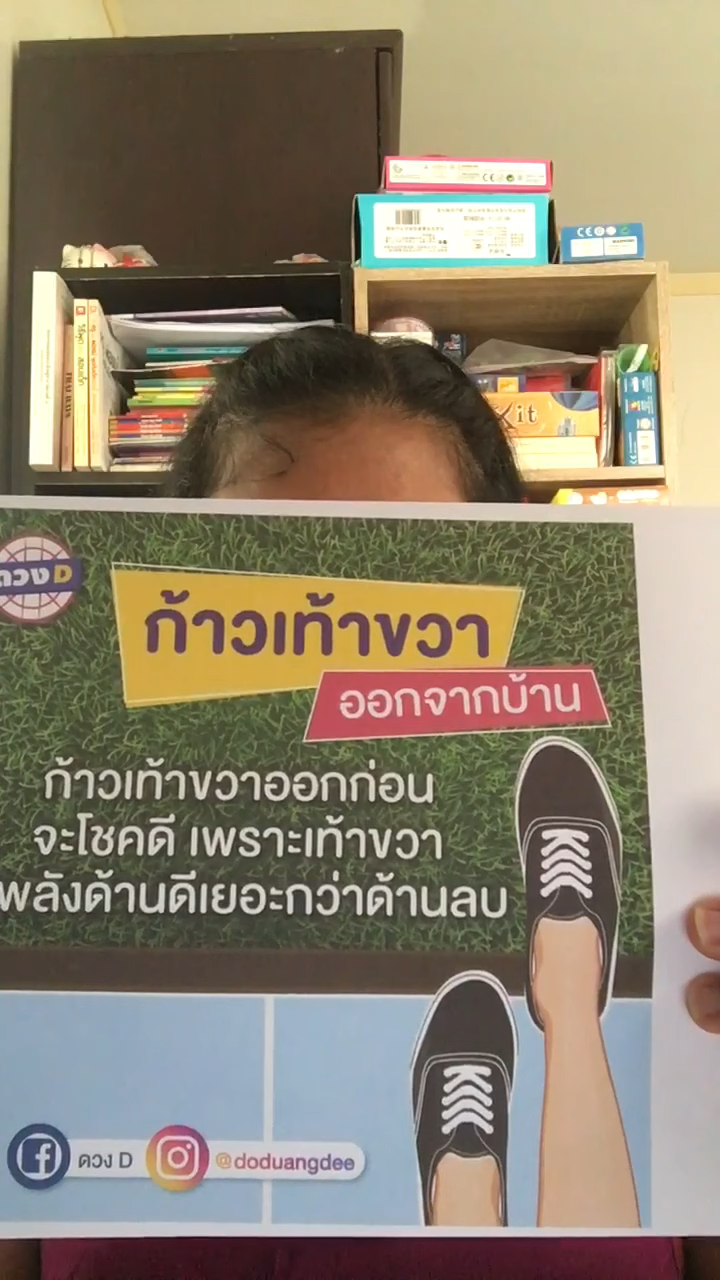 Kit
ดวงD
ก้าวเท้าขวา
ออกจากบ้าน
ก้าวเท้าขวาออกก่อน
จะโชคดี เพราะเท้าขวา
พลังด้านดีเยอะกว่าด้านลบ
ดวง D
@doduangdee